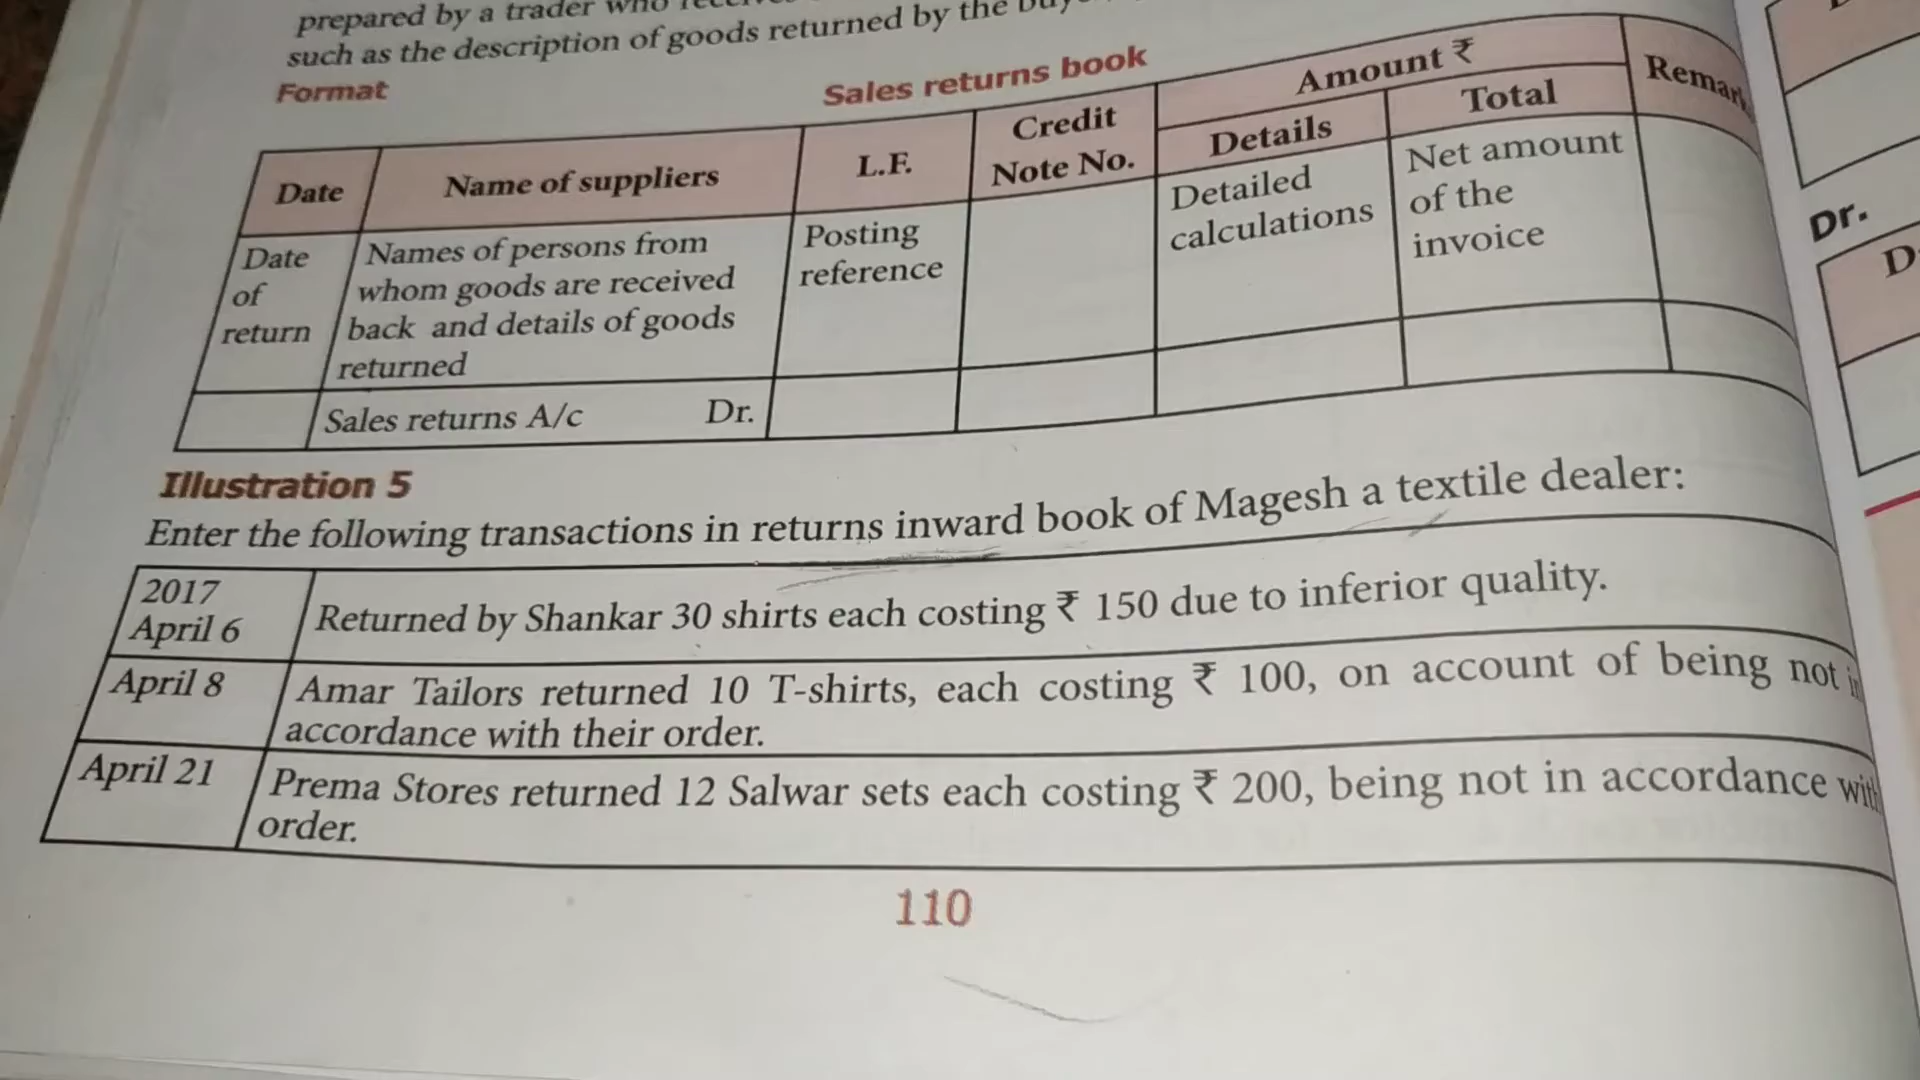 prepared by a trader who
such as the description of goods returned by the
Format
Sales returns book
Date
Name of suppliers
L.F.
Credit
Note No.
Amount ₹
Details
Total
Date
of
return
Names of persons from
whom goods are received
back and details of goods
returned
Posting
reference
Detailed
calculations
Net amount
of the
invoice
Sales returns A/c Dr.
Illustration 5
Enter the following transactions in returns inward book of Magesh a textile dealer:
2017
April 6
Returned by Shankar 30 shirts each costing ₹ 150 due to inferior quality.
April 8
Amar Tailors returned 10 T-shirts, each costing ₹ 100, on account of being not in
accordance with their order.
April 21
Prema Stores returned 12 Salwar sets each costing ₹ 200, being not in accordance with
order.
110
Dr.